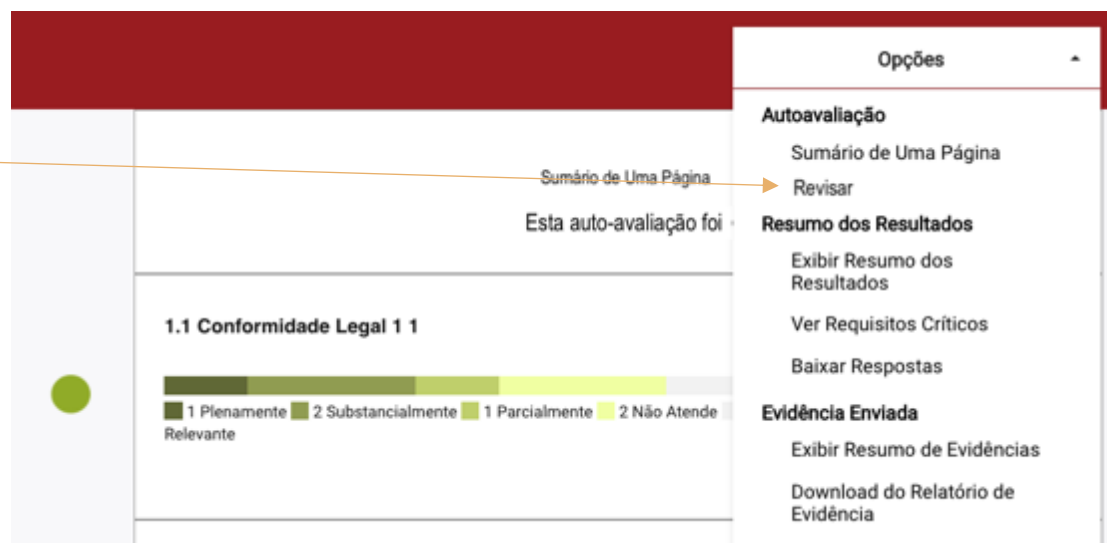 Opções
Autoavaliação
Sumário de Uma Página
Revisar
Resumo dos Resultados
Exibir Resumo dos
Resultados
Ver Requisitos Críticos
Baixar Respostas
Evidência Enviada
Exibir Resumo de Evidências
Download do Relatório de
Evidência
Sumário de Uma Página
Esta auto-avaliação foi
1.1 Conformidade Legal 1 1
1 Plenamente 2 Substancialmente 1 Parcialmente 2 Não Atende
Relevante